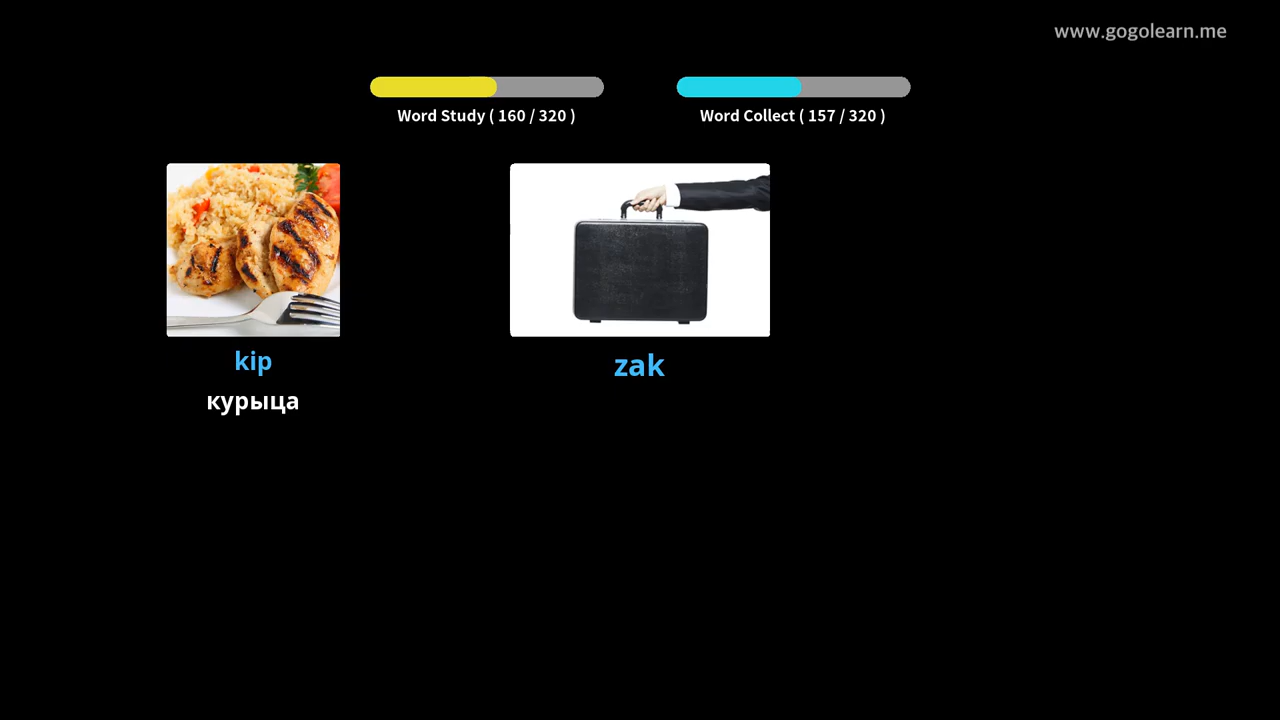 www.gogolearn.me
Word Study ( 160 / 320 )
Word Collect ( 157 / 320 )
kip
курыца
zak